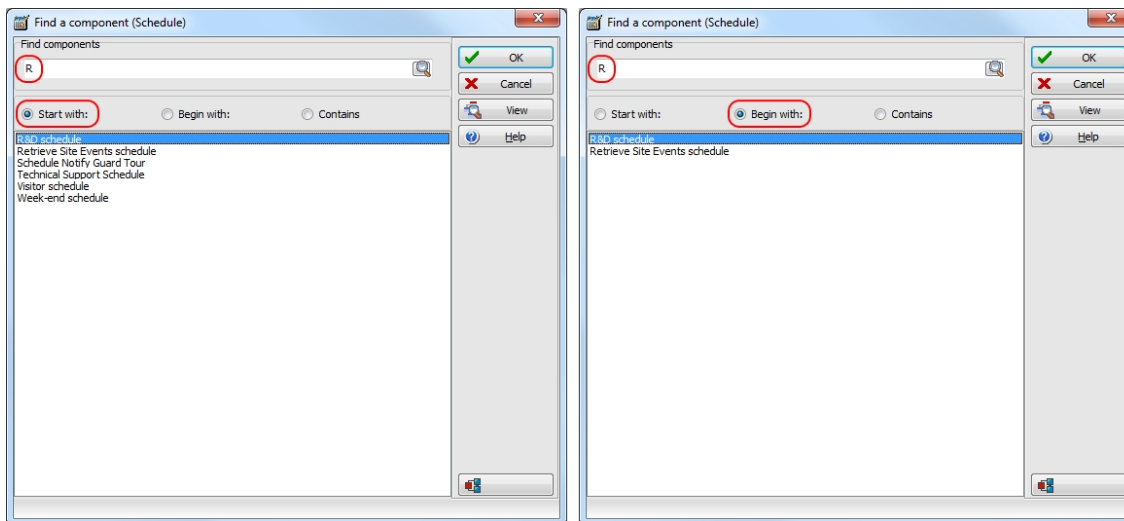 Find a component (Schedule)
Find components
R
Start with:
Begin with:
Contains
R&D schedule
Retrieve Site Events schedule
Schedule Notify Guard Tour
Technical Support Schedule
Visitor schedule
Week-end schedule
OK
Cancel
View
Help
Find a component (Schedule)
Find components
R
Start with:
Begin with:
Contains
R&D schedule
Retrieve Site Events schedule
OK
Cancel
View
Help